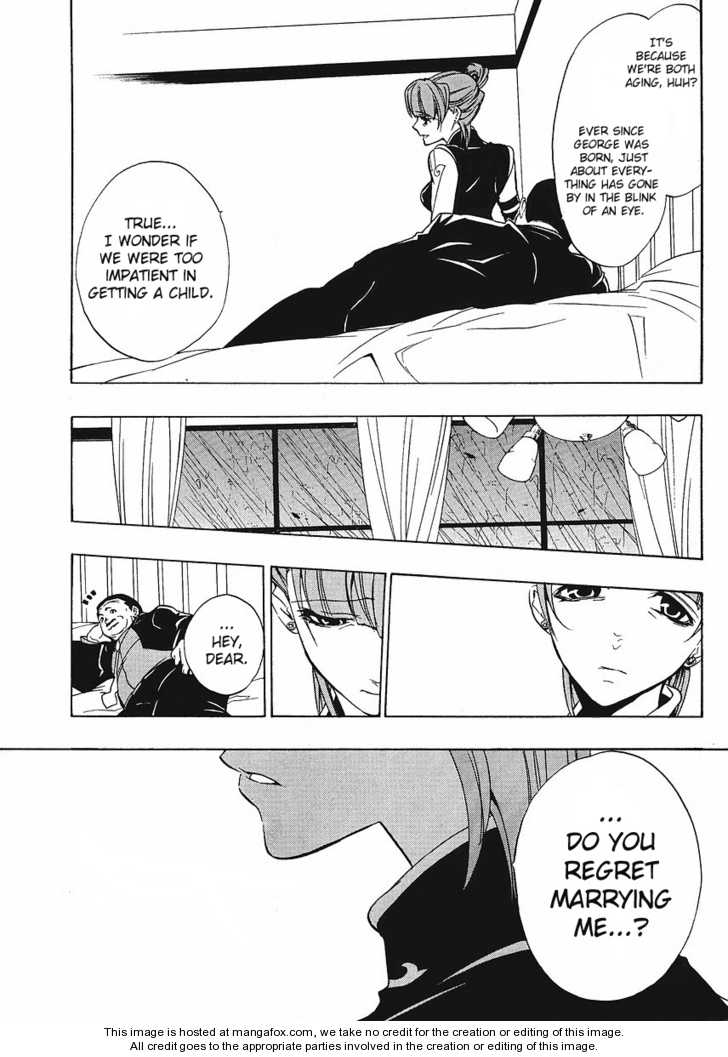 IT'S
BECAUSE
WE'RE BOTH
AGING, HUH?
EVER SINCE
GEORGE WAS
BORN, JUST
ABOUT EVERY-
THING HAS GONE
BY IN THE BLINK
OF AN EYE.
TRUE...
I WONDER IF
WE WERE TOO
IMPATIENT IN
GETTING A CHILD.
...
HEY,
DEAR.
...
DO YOU
REGRET
MARRYING
ME...?
This image is hosted at mangafox.com, we take no credit for the creation or editing of this image.
All credit goes to the appropriate parties involved in the creation or editing of this image.